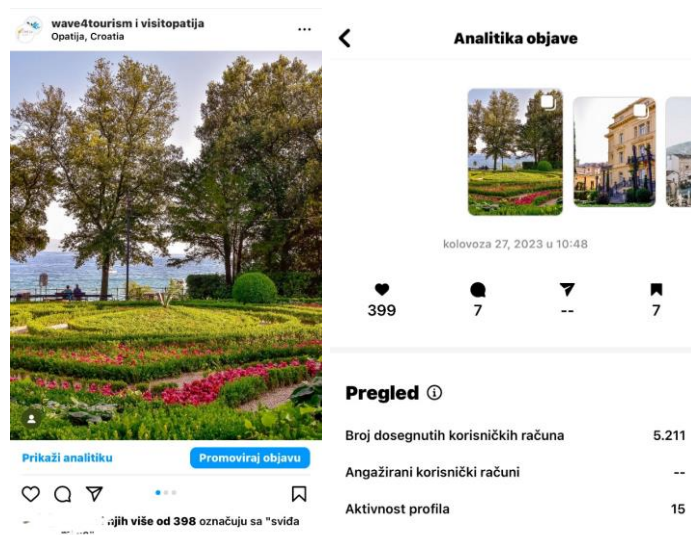 wave4tourism i visitopatija
Opatija, Croatia
Prikaži analitiku
Promoviraj objavu
njih više od 398 označuju sa "sviđa
Analitika objave
kolovoza 27, 2023 u 10:48
399
7
--
7
Pregled
Broj dosegnutih korisničkih računa
5.211
Angažirani korisnički računi
--
Aktivnost profila
15